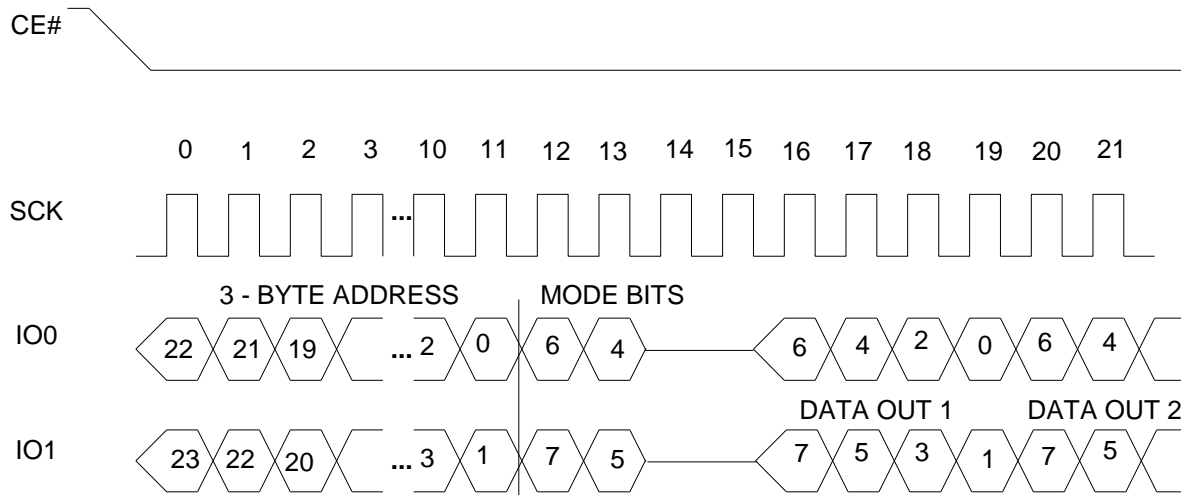 CE#
0 1 2 3 10 11 12 13 14 15 16 17 18 19 20 21
SCK ...
3 - BYTE ADDRESS MODE BITS
IO0 22 21 19 ... 2 0 6 4 6 4 2 0 6 4
DATA OUT 1 DATA OUT 2
IO1 23 22 20 ... 3 1 7 5 7 5 3 1 7 5